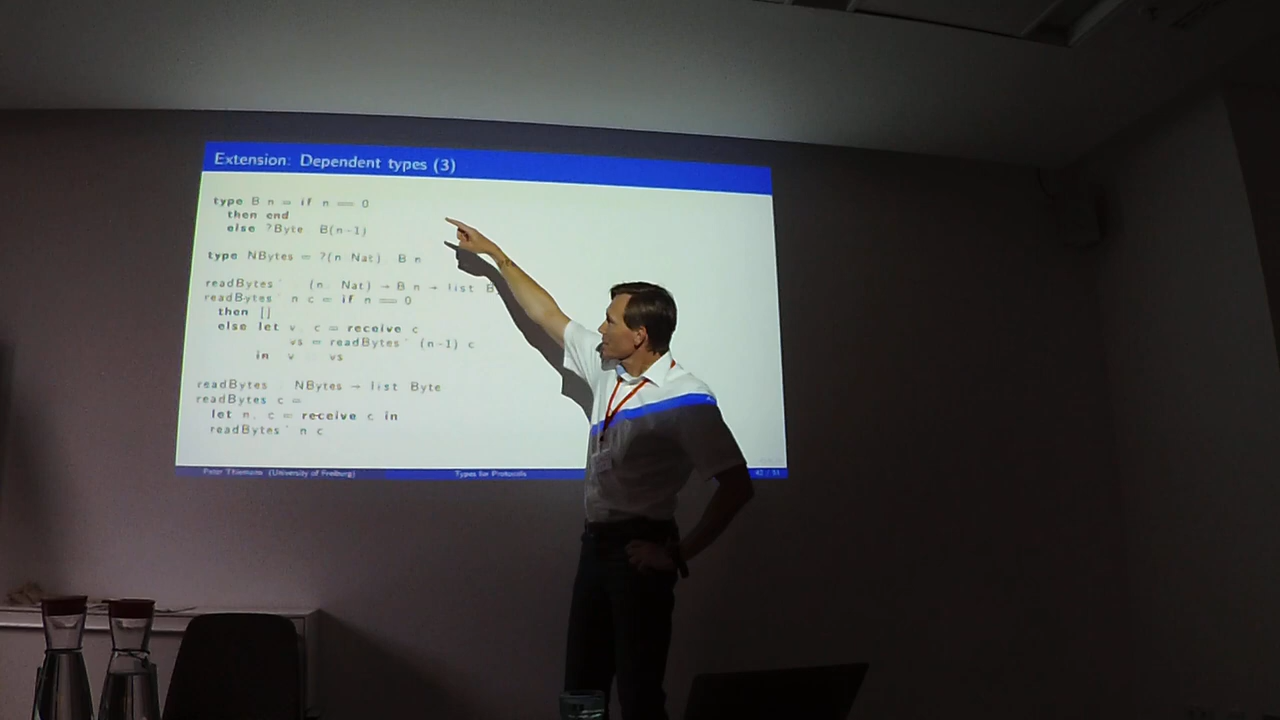 Extension: Dependent types (3)
type B n = if n == 0
then end
else ?Byte. B(n-1)
type NBytes = ?(n: Nat). B n
readBytes' : (n: Nat) → B n → list B
readBytes' n c = if n == 0
then []
else let v, c = receive c
vs = readBytes' (n-1) c
in v vs
readBytes : NBytes → list Byte
readBytes c =
let n, c = receive c in
readBytes' n c
Peter Thiemann (University of Freiburg) Types for Protocols 42 / 51